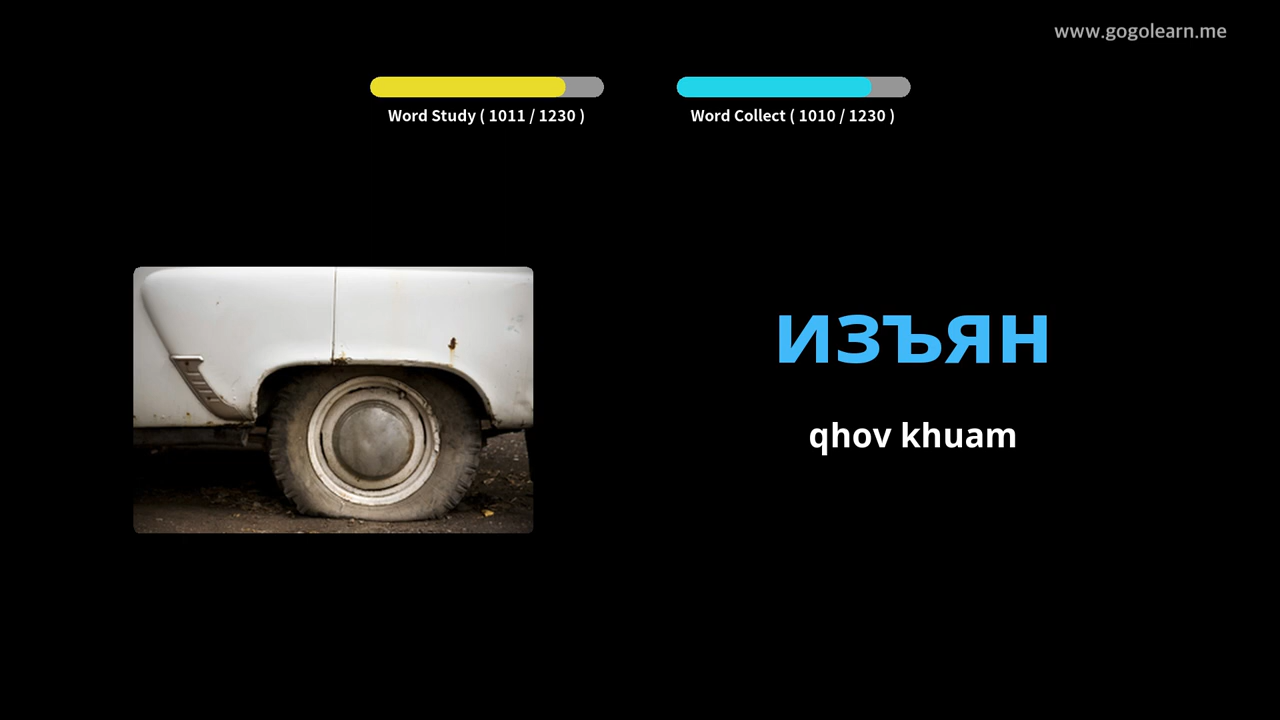 www.gogolearn.me
Word Study ( 1011 / 1230 )
Word Collect ( 1010 / 1230 )
изъян
qhov khuam